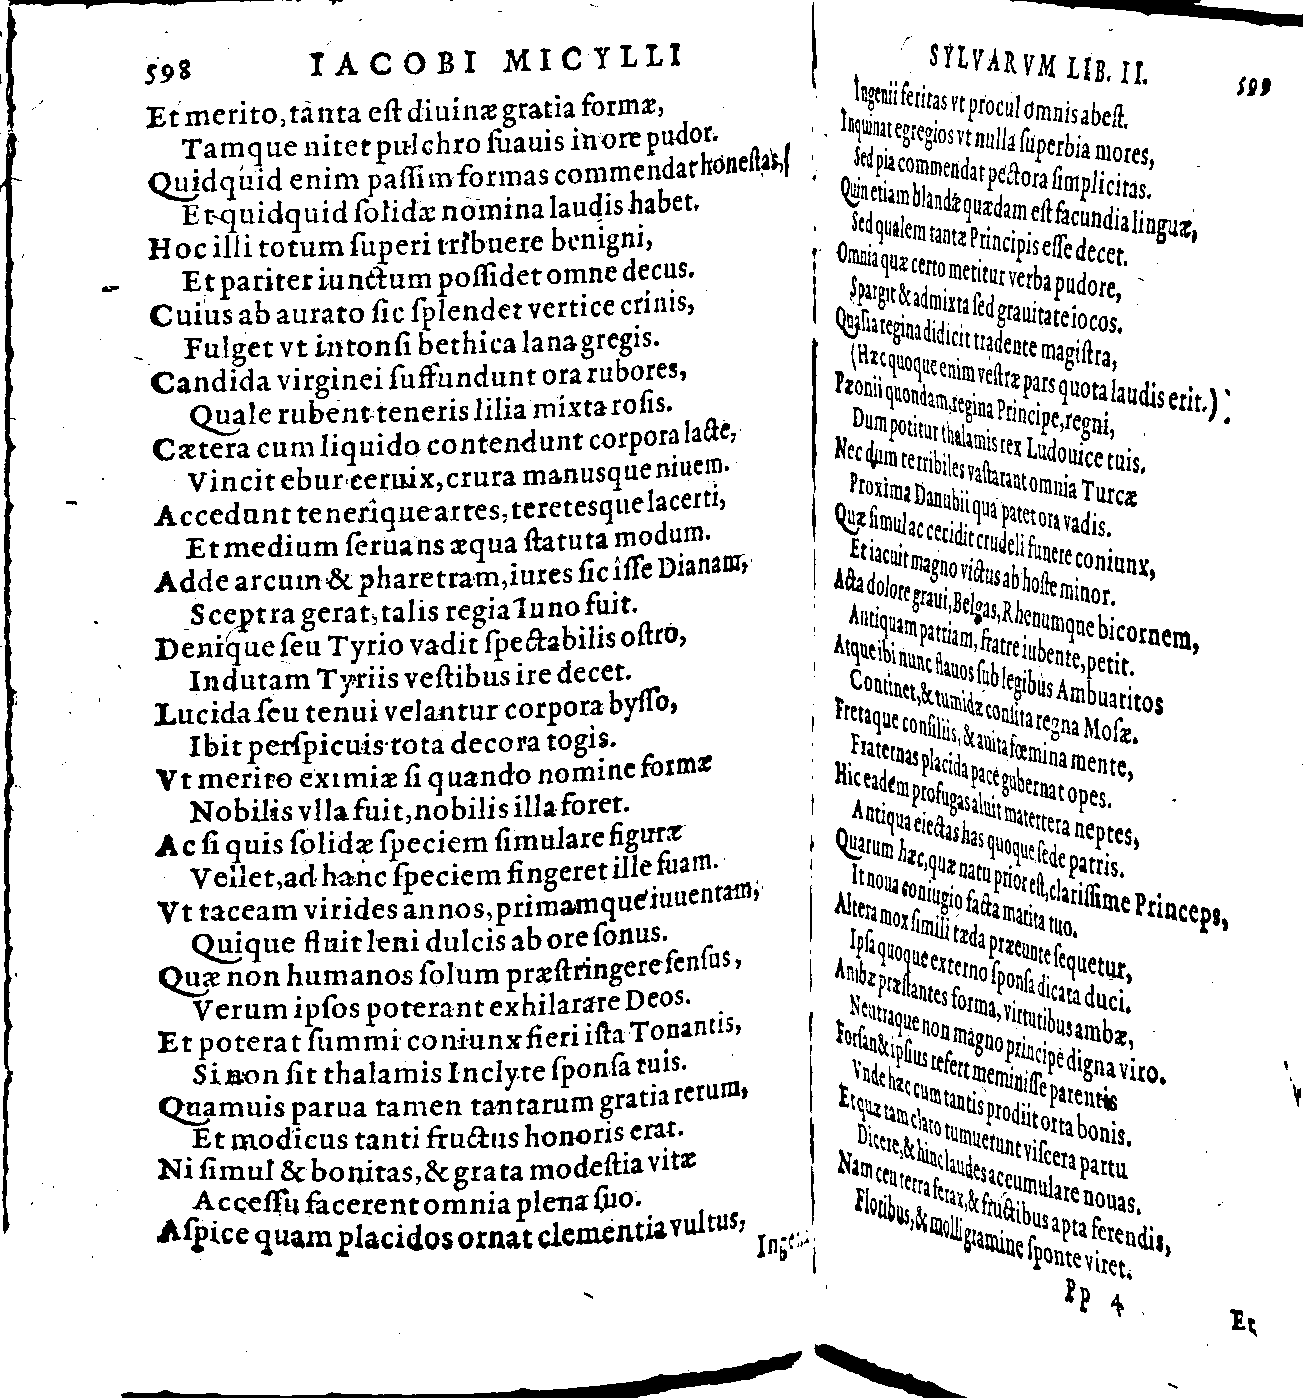 598 IACOBI MICYLLI
Et merito, tanta est diuinæ gratia formæ,
Tamque nitet pulchro suauis in ore pudor.
Quidquid enim passim formas commendat honestas,
Et quidquid solidæ nomina laudis habet.
Hoc illi totum superi tribuere benigni,
Et pariter iunctum possidet omne decus.
Cuius ab aurato sic splendet vertice crinis,
Fulget vt intonsi bethica lana gregis.
Candida virginei suffundunt ora rubores,
Quale rubent teneris lilia mixta rosis.
Cætera cum liquido contendunt corpora lacte,
Vincit ebur ceruix, crura manusque niuem.
Accedunt tenerique artes, teretesque lacerti,
Et medium seruans æqua statuta modum.
Adde arcum & pharetram, iures sic isse Dianam,
Sceptra gerat, talis regia Iuno fuit.
Denique seu Tyrio vadit spectabilis ostro,
Indutam Tyriis vestibus ire decet.
Lucida seu tenui velantur corpora bysso,
Ibit perspicuis tota decora togis.
Vt merito eximiæ si quando nomine formæ
Nobilis vlla fuit, nobilis illa foret.
Ac si quis solidæ speciem simulare figuræ
Vellet, ad hanc speciem fingeret ille suam.
Vt taceam virides annos, primamque iuuentam,
Quique fluit leni dulcis ab ore sonus.
Quæ non humanos solum præstringere sensus,
Verum ipsos poterant exhilarare Deos.
Et poterat summi coniunx fieri ista Tonantis,
Si non sit thalamis Inclyte sponsa tuis.
Quamuis parua tamen tantarum gratia rerum,
Et modicus tanti fructus honoris erat.
Ni simul & bonitas, & grata modestia vitæ
Accessu facerent omnia plena suo.
Aspice quam placidos ornat clementia vultus,
Ingenii
SYLVARVM LIB. II. 599
Ingenii feritas vt procul omnis abest.
Inquinat egregios vt nulla superbia mores,
Sed pia commendat pectora simplicitas.
Quin etiam blandæ quædam est facundia linguæ,
Sed qualem tantæ Principis esse decet.
Omnia quæ certo metitur verba pudore,
Spargit & admixta sed grauitate iocos.
Qualia regina didicit tradente magistra,
(Hæc quoque enim vestræ pars quota laudis erit.)
Pæonii quondam, regina Principe, regni,
Dum potitur thalamis rex Ludouice tuis.
Nec dum terribiles vastarant omnia Turcæ
Proxima Danubii qua patet ora vadis.
Quæ simul ac cecidit crudeli funere coniunx,
Et iacuit magno victus ab hoste minor.
Acta dolore graui, Belgas, Rhenumque bicornem,
Antiquam patriam, fratre iubente, petit.
Atque ibi nunc flauos sub legibus Ambuaritos
Continet, & tumidæ consita regna Mosæ.
Fretaque consiliis, & auita fœmina mente,
Fraternas placida pace gubernat opes.
Hic eadem profugas aluit matertera neptes,
Antiqua eiectas has quoque sede patris.
Quarum hæc, quæ natu prior est, clarissime Princeps,
It noua coniugio facta marita tuo.
Altera mox simili tæda præeunte sequetur,
Ipsa quoque externo sponsa dicata duci.
Ambæ præstantes forma, virtutibus ambæ,
Neutraque non magno principe digna viro.
Forsan & ipsius refert meminisse parentis
Vnde hæc cum tantis prodiit orta bonis.
Et quæ tam claro tumuerunt viscera partu
Dicere, & hinc laudes accumulare nouas.
Nam ceu terra ferax, & fructibus apta ferendis,
Floribus, & molli gramine sponte viret.
Pp 4
Et